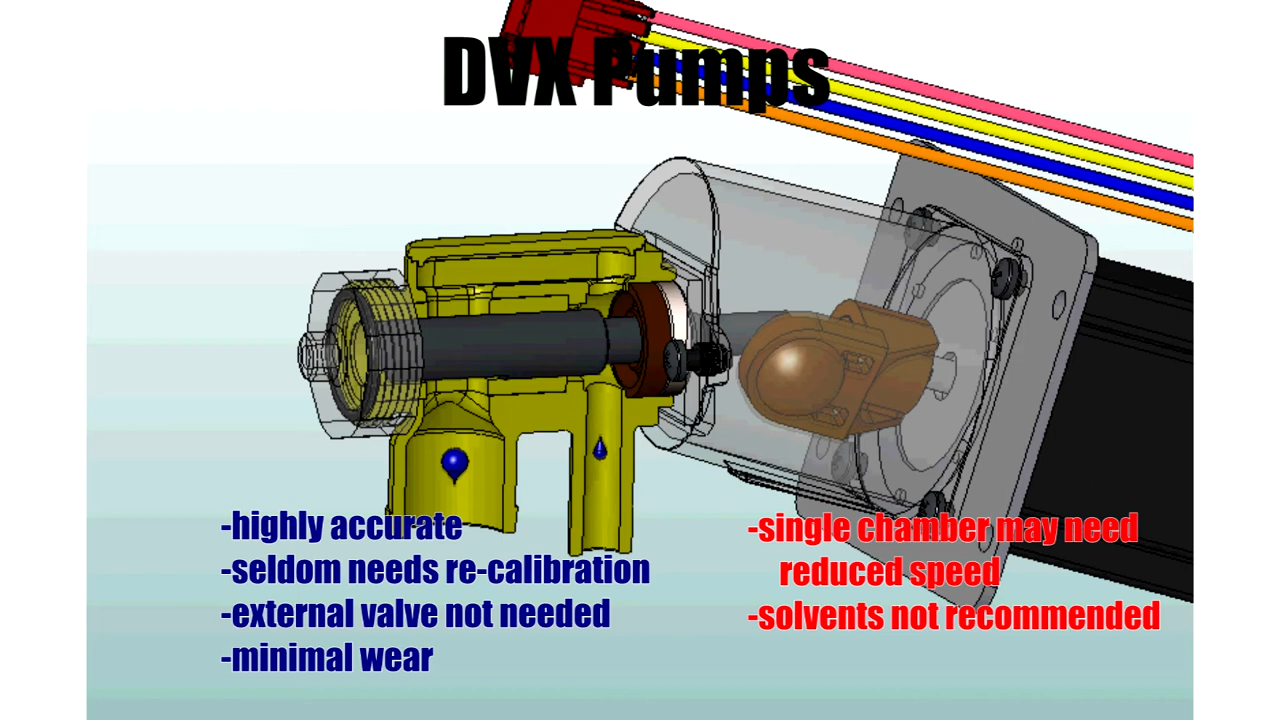 DVX Pumps
-highly accurate
-seldom needs re-calibration
-external valve not needed
-minimal wear
-single chamber may need
reduced speed
-solvents not recommended